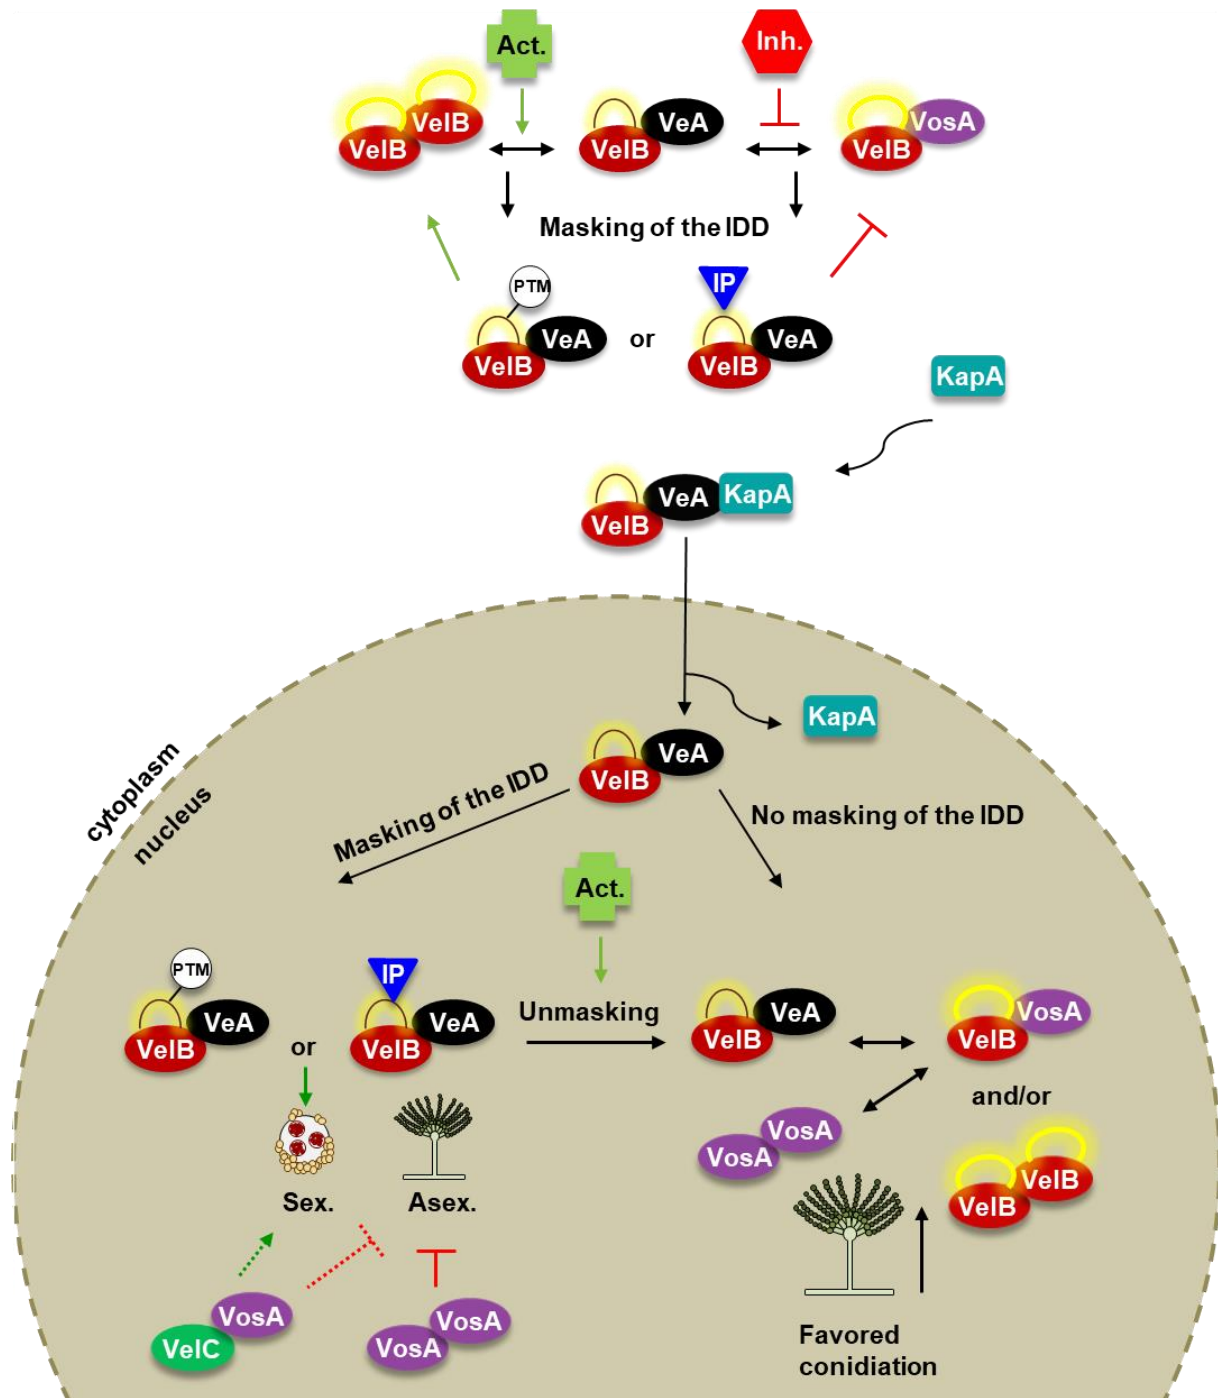 Act.
Inh.
VelB
VelB
VelB
VeA
VelB
VosA
Masking of the IDD
PTM
VelB
VeA
or
IP
VelB
VeA
KapA
VelB
VeA
KapA
KapA
VelB
VeA
cytoplasm
nucleus
Masking of the IDD
No masking of the IDD
Act.
PTM
VelB
VeA
or
IP
VelB
VeA
Unmasking
VelB
VeA
VelB
VosA
and/or
VosA
VosA
VelB
VelB
Sex.
Asex.
VelC
VosA
VosA
VosA
Favored
conidiation